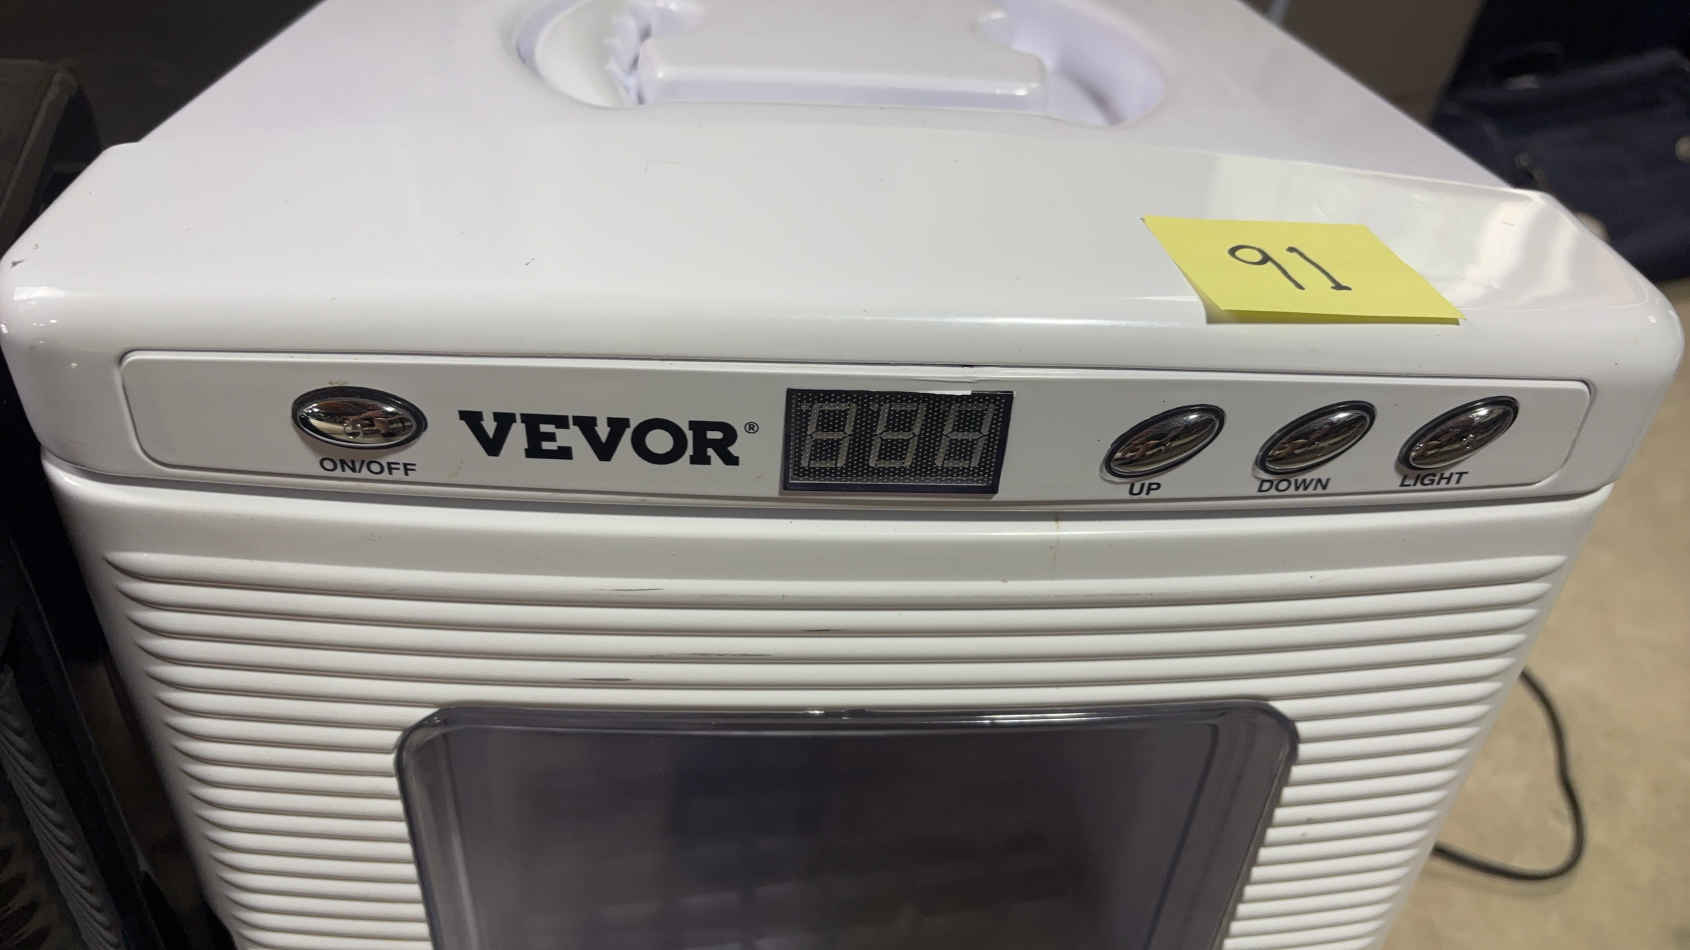 91
VEVOR®
ON/OFF
UP
DOWN
LIGHT